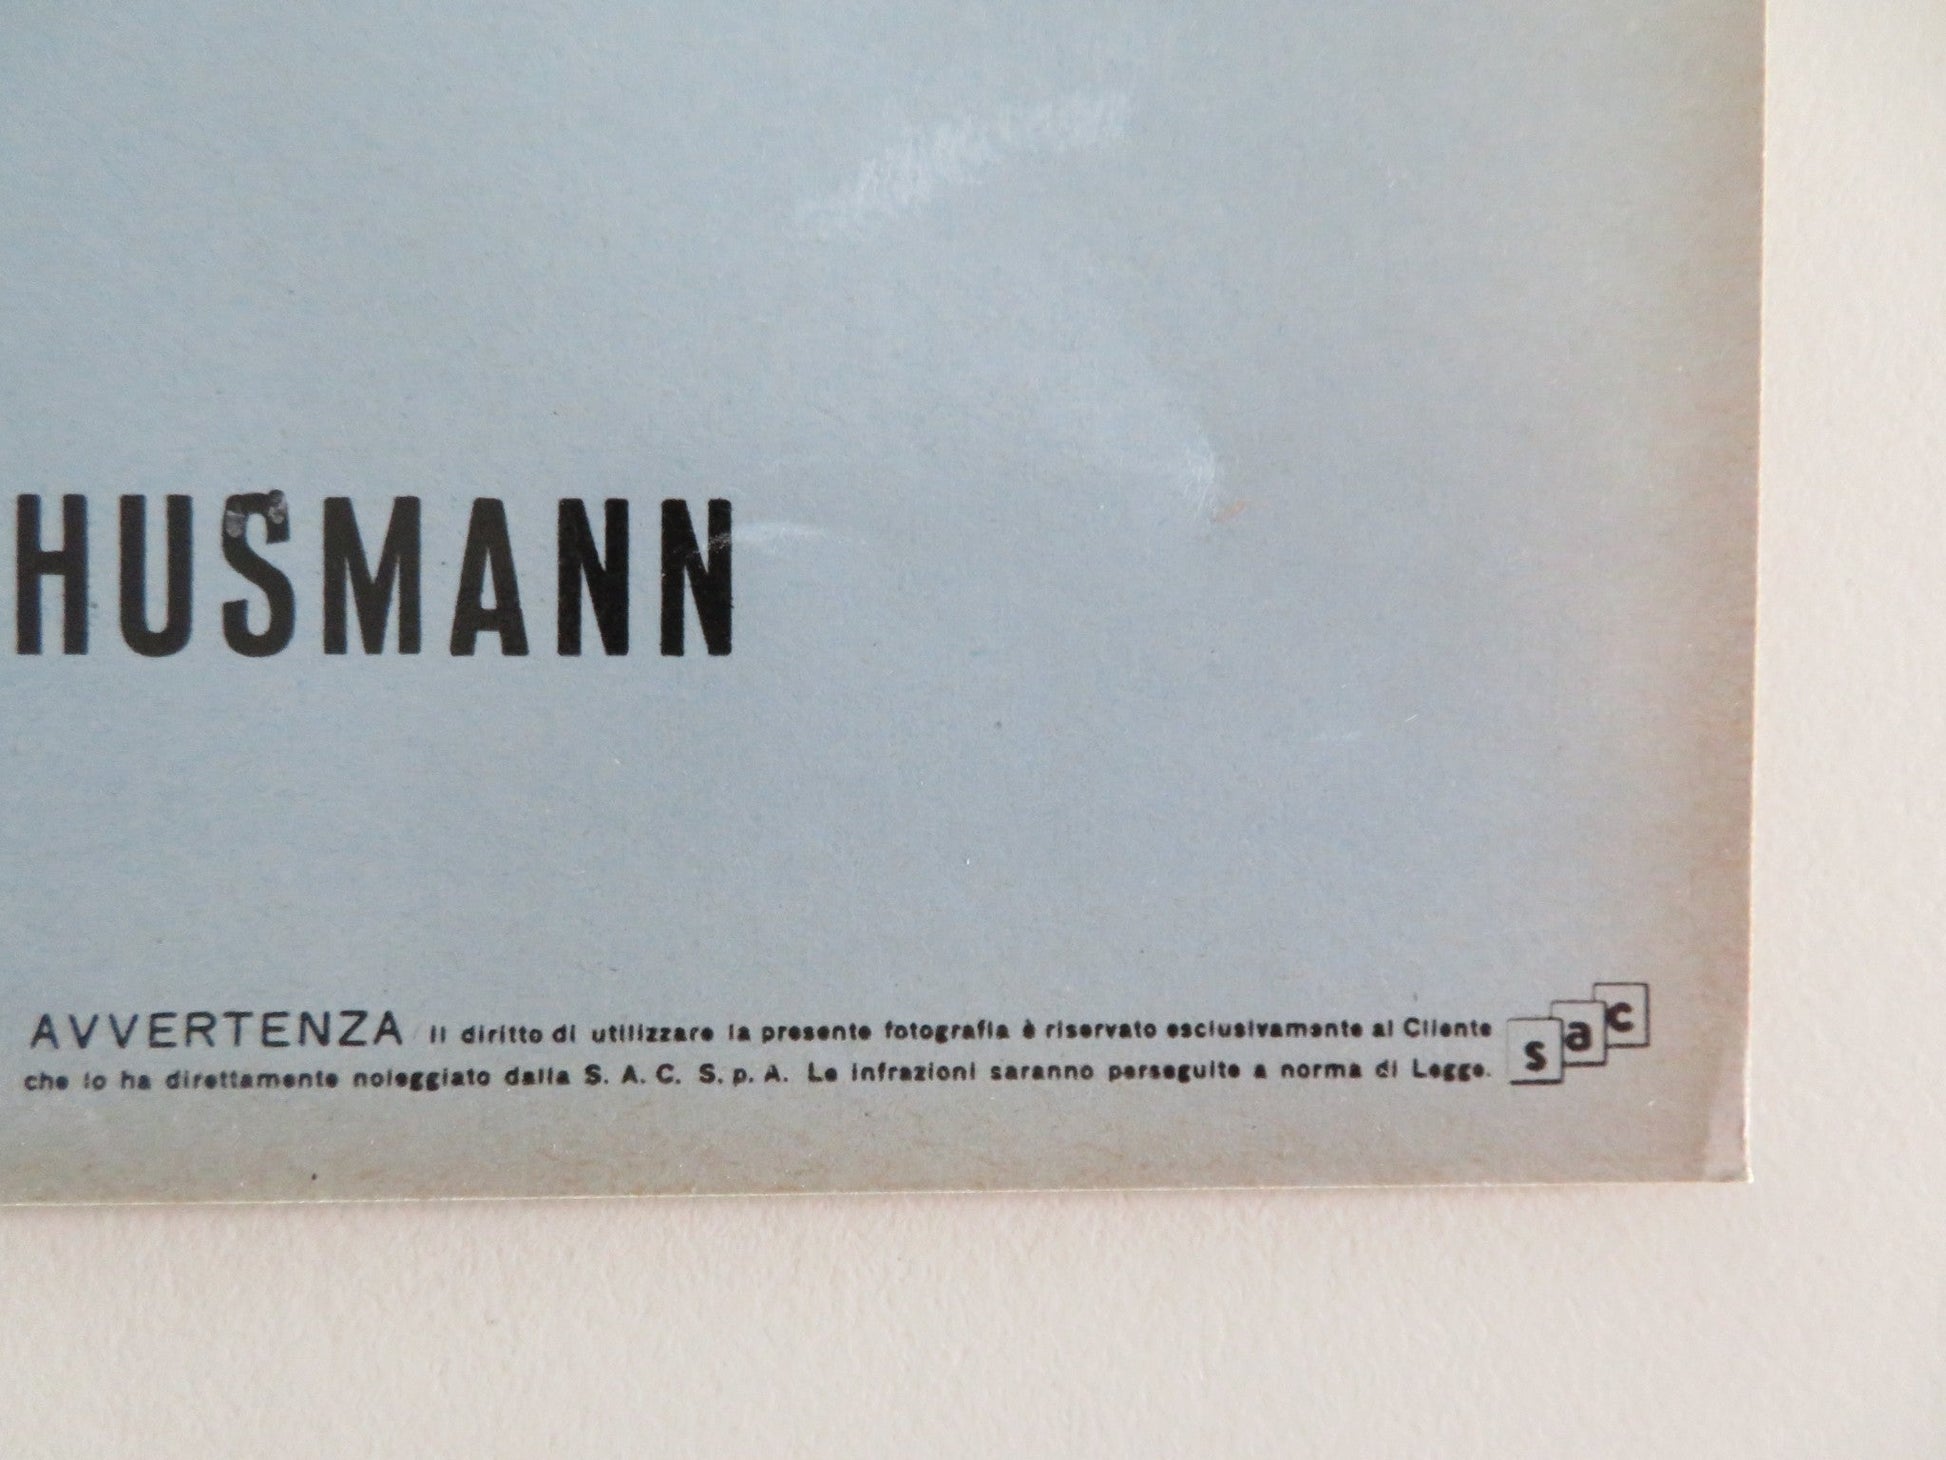 HUSMANN
AVVERTENZA Il diritto di utilizzare la presente fotografia è riservato esclusivamente al Cliente
che lo ha direttamente noleggiato dalla S. A. C. S. p. A. Le infrazioni saranno perseguite a norma di Legge.
sac